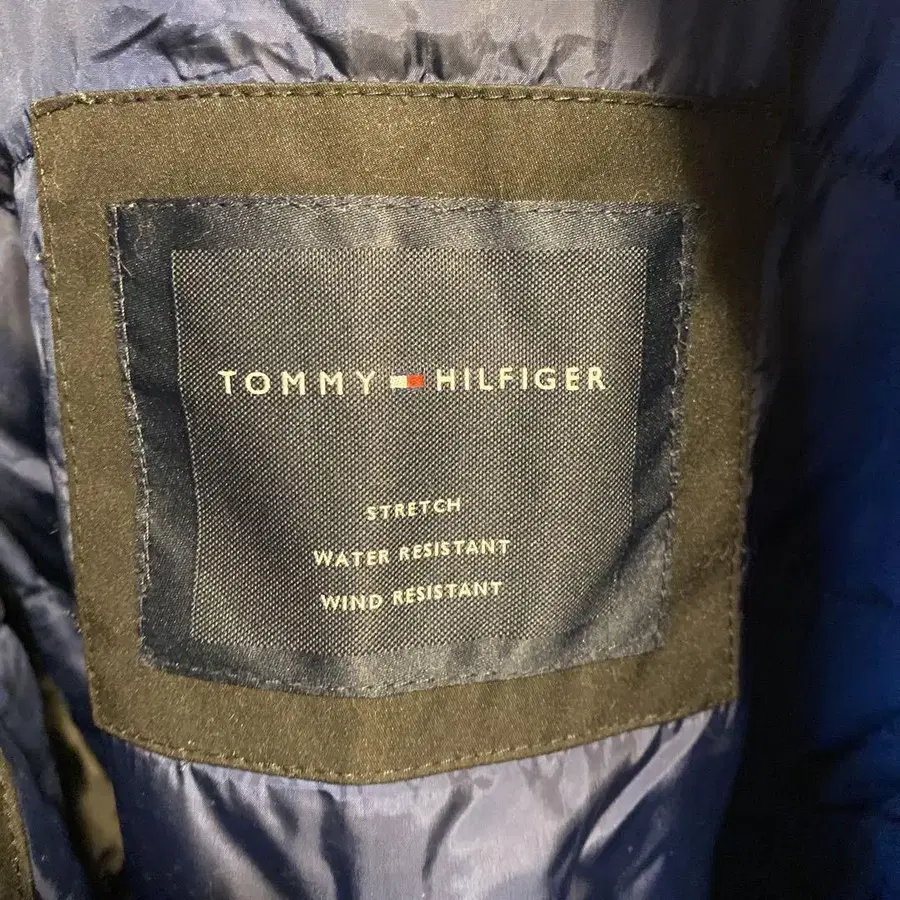 TOMMY HILFIGER
STRETCH
WATER RESISTANT
WIND RESISTANT